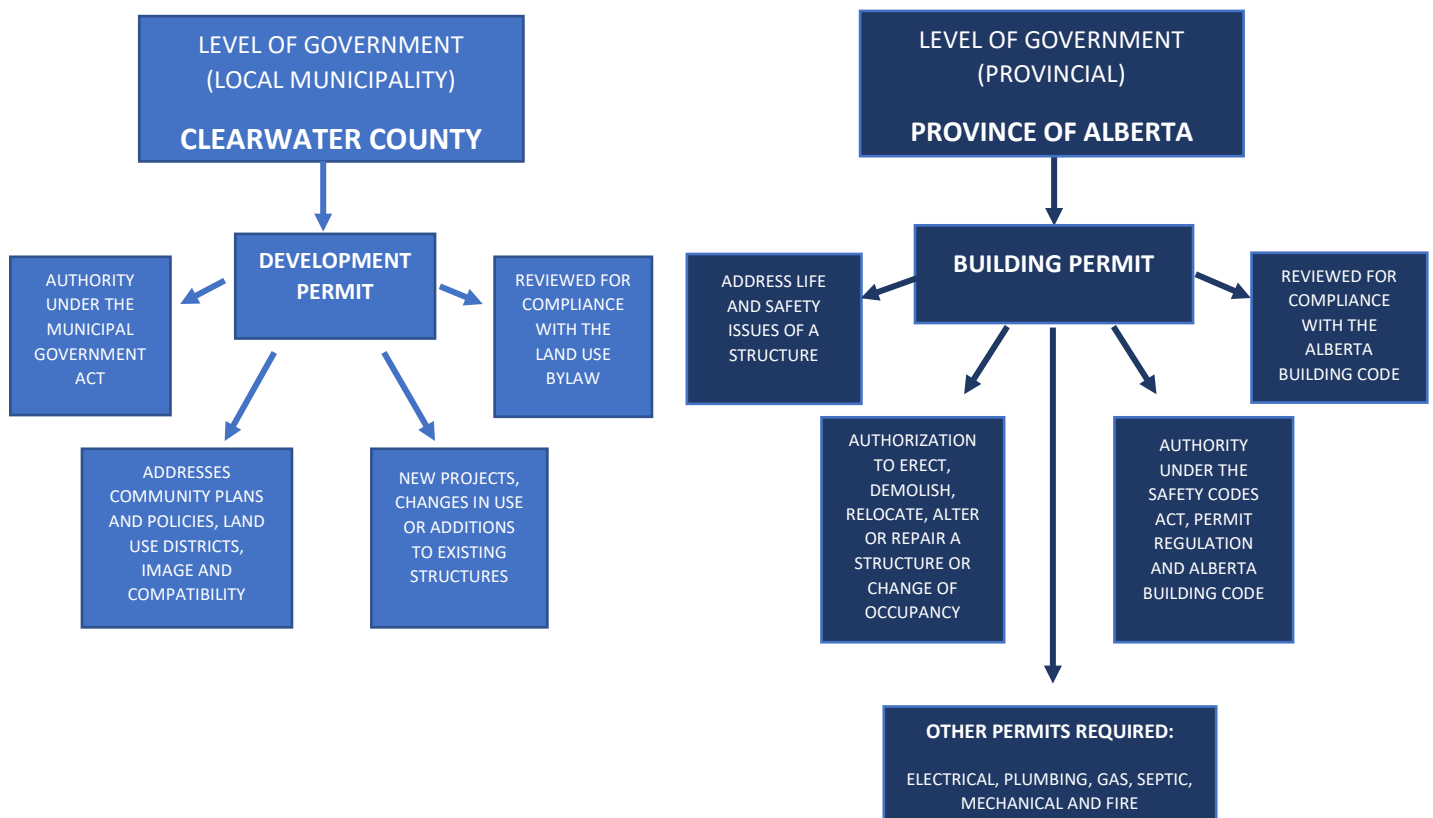 LEVEL OF GOVERNMENT
(LOCAL MUNICIPALITY)
CLEARWATER COUNTY
DEVELOPMENT
PERMIT
AUTHORITY
UNDER THE
MUNICIPAL
GOVERNMENT
ACT
REVIEWED FOR
COMPLIANCE
WITH THE
LAND USE
BYLAW
ADDRESSES
COMMUNITY PLANS
AND POLICIES, LAND
USE DISTRICTS,
IMAGE AND
COMPATIBILITY
NEW PROJECTS,
CHANGES IN USE
OR ADDITIONS
TO EXISTING
STRUCTURES
LEVEL OF GOVERNMENT
(PROVINCIAL)
PROVINCE OF ALBERTA
BUILDING PERMIT
ADDRESS LIFE
AND SAFETY
ISSUES OF A
STRUCTURE
REVIEWED FOR
COMPLIANCE
WITH THE
ALBERTA
BUILDING CODE
AUTHORIZATION
TO ERECT,
DEMOLISH,
RELOCATE, ALTER
OR REPAIR A
STRUCTURE OR
CHANGE OF
OCCUPANCY
AUTHORITY
UNDER THE
SAFETY CODES
ACT, PERMIT
REGULATION
AND ALBERTA
BUILDING CODE
OTHER PERMITS REQUIRED:
ELECTRICAL, PLUMBING, GAS, SEPTIC,
MECHANICAL AND FIRE